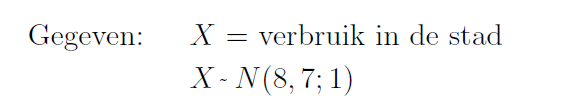 Gegeven: X = verbruik in de stad
X ~ N(8, 7; 1)